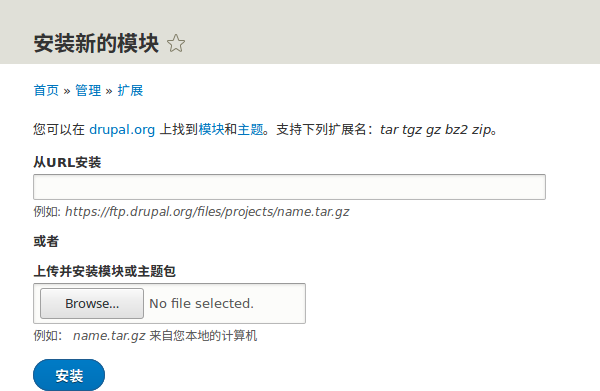 安装新的模块
首页 » 管理 » 扩展
您可以在 drupal.org 上找到模块和主题。支持下列扩展名：tar tgz gz bz2 zip。
从URL安装
例如: https://ftp.drupal.org/files/projects/name.tar.gz
或者
上传并安装模块或主题包
Browse... No file selected.
例如： name.tar.gz 来自您本地的计算机
安装